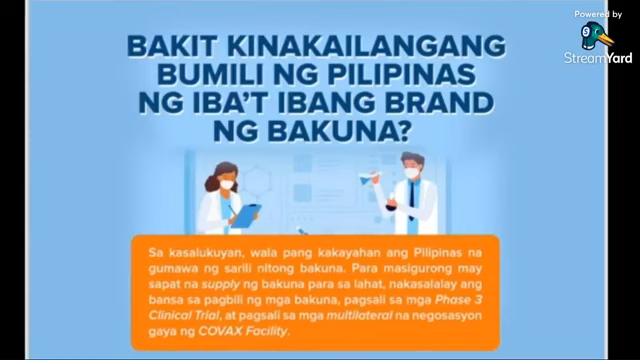 Powered by
StreamYard
BAKIT KINAKAILANGANG
BUMILI NG PILIPINAS
NG IBA'T IBANG BRAND
NG BAKUNA?
Sa kasalukuyan, wala pang kakayahan ang Pilipinas na
gumawa ng sarili nitong bakuna. Para masigurong may
sapat na supply ng bakuna para sa lahat, nakasalalay ang
bansa sa pagbili ng mga bakuna, pagsali sa mga Phase 3
Clinical Trial, at pagsali sa mga multilateral na negosasyon
gaya ng COVAX Facility.